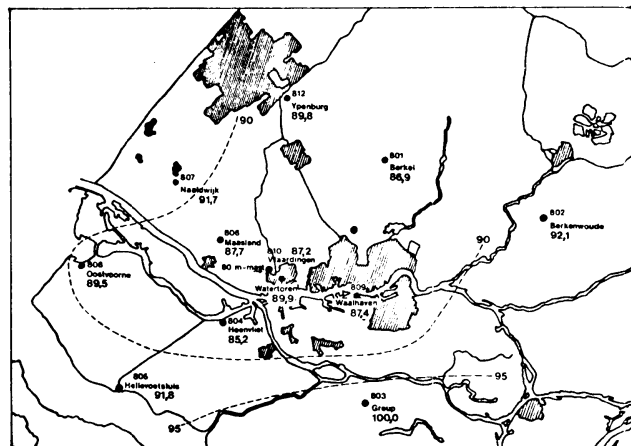 812
Ypenburg
89,8
90
801
Berkel
86,9
807
Naaldwijk
91,7
802
Berkenwoude
92,1
806
Maasland
87,7
810
Vlaardingen
87,2
80 m-mast
90
808
Oostvoorne
89,5
Watertoren
89,9
809
Waalhaven
87,4
804
Heenvliet
85,2
95
805
Hellevoetsluis
91,8
803
Greup
100,0
95